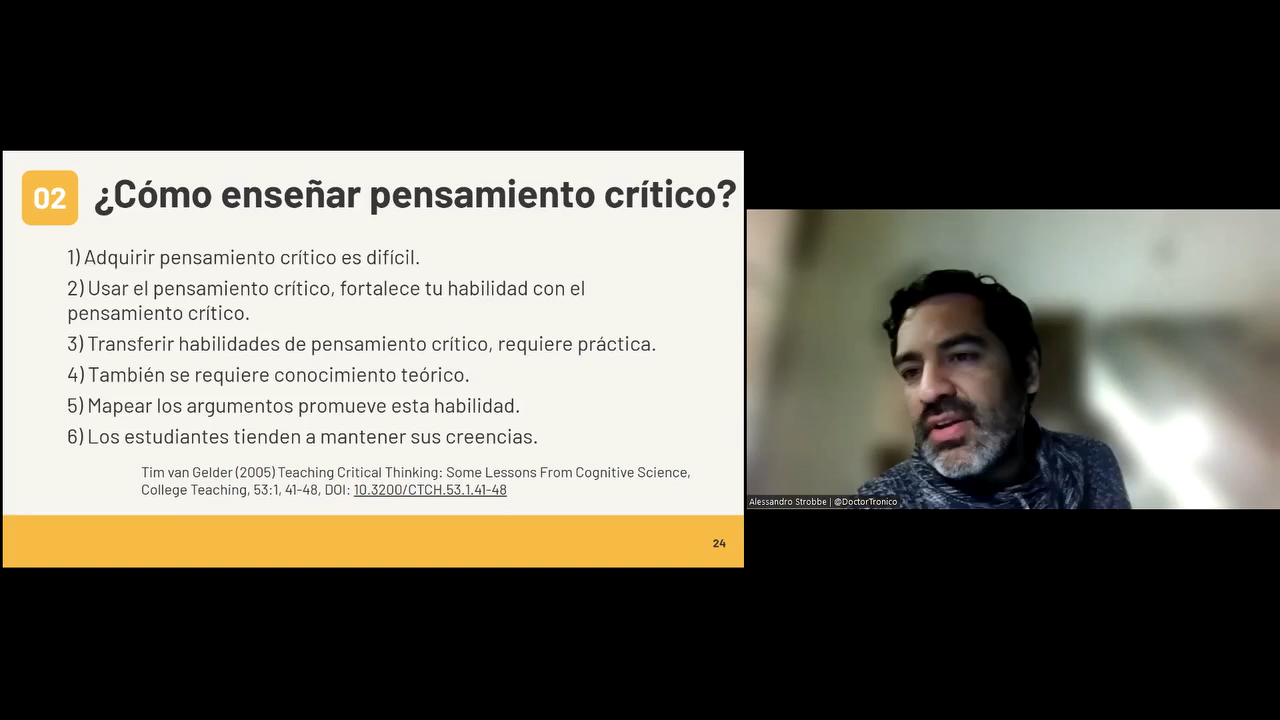 02
¿Cómo enseñar pensamiento crítico?
1) Adquirir pensamiento crítico es difícil.
2) Usar el pensamiento crítico, fortalece tu habilidad con el
pensamiento crítico.
3) Transferir habilidades de pensamiento crítico, requiere práctica.
4) También se requiere conocimiento teórico.
5) Mapear los argumentos promueve esta habilidad.
6) Los estudiantes tienden a mantener sus creencias.
Tim van Gelder (2005) Teaching Critical Thinking: Some Lessons From Cognitive Science,
College Teaching, 53:1, 41-48, DOI: 10.3200/CTCH.53.1.41-48
24
Alessandro Strobbe | @DoctorTronico